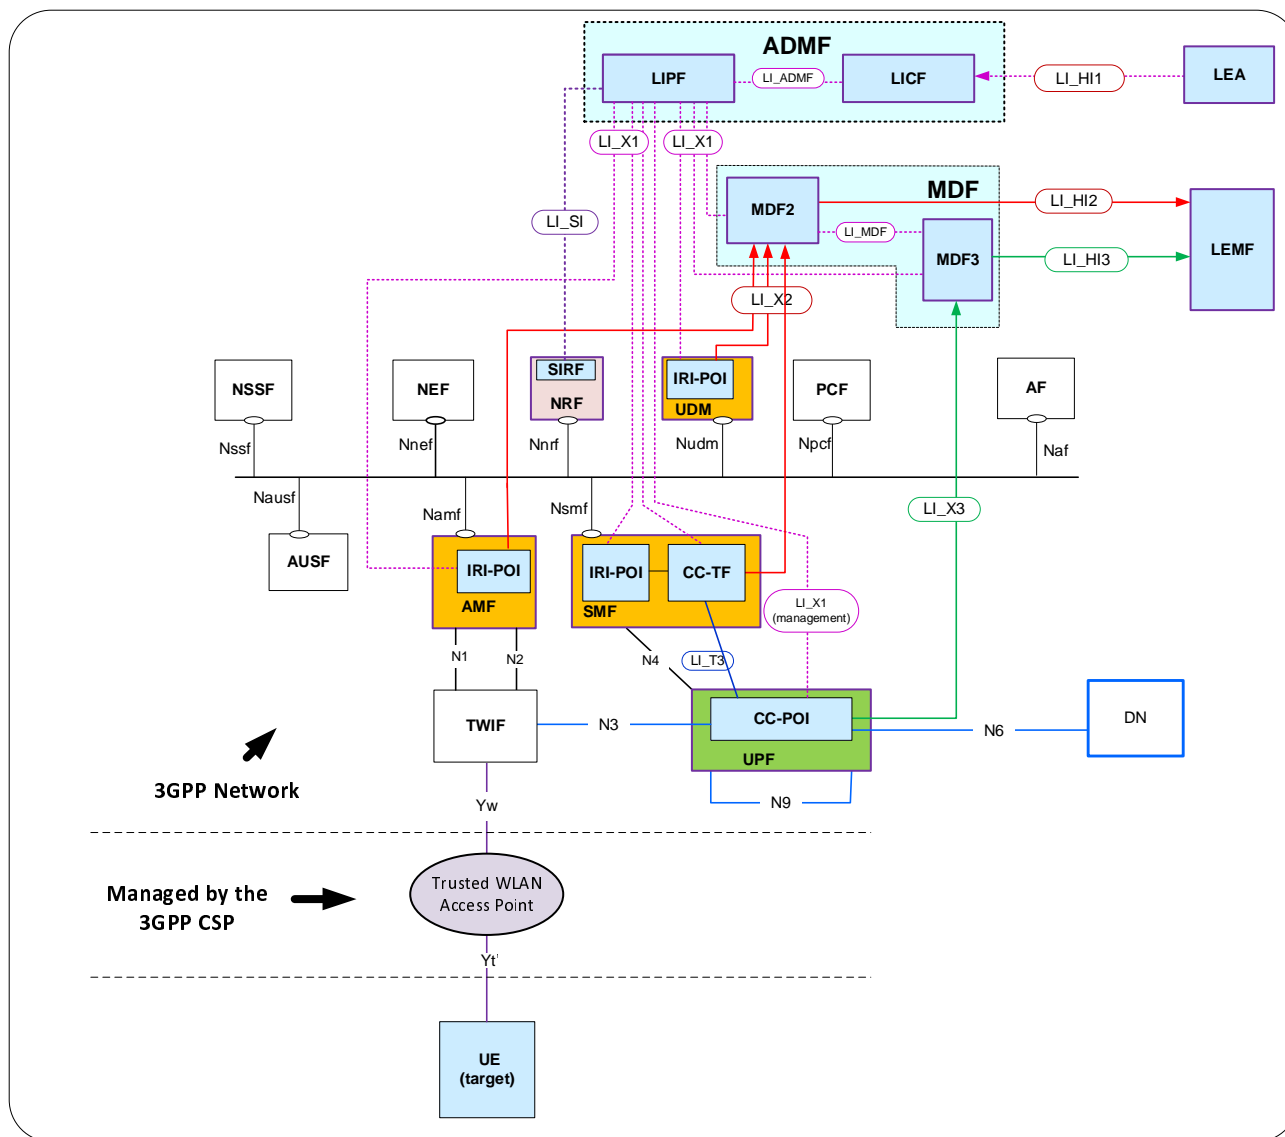 ADMF
LIPF
LI_ADMF
LICF
LI_HI1
LEA
LI_X1
LI_X1
MDF
MDF2
LI_HI2
LI_SI
LI_MDF
MDF3
LI_HI3
LEMF
LI_X2
NSSF
NEF
SIRF
NRF
IRI-POI
UDM
PCF
AF
Nssf
Nnef
Nnrf
Nudm
Npcf
Naf
Nausf
Namf
Nsmf
LI_X3
AUSF
IRI-POI
AMF
IRI-POI
CC-TF
SMF
LI_X1
(management)
N1
N2
N4
LI_T3
TWIF
N3
CC-POI
UPF
N6
DN
3GPP Network
Yw
N9
Managed by the
3GPP CSP
Trusted WLAN
Access Point
Yt'
UE
(target)